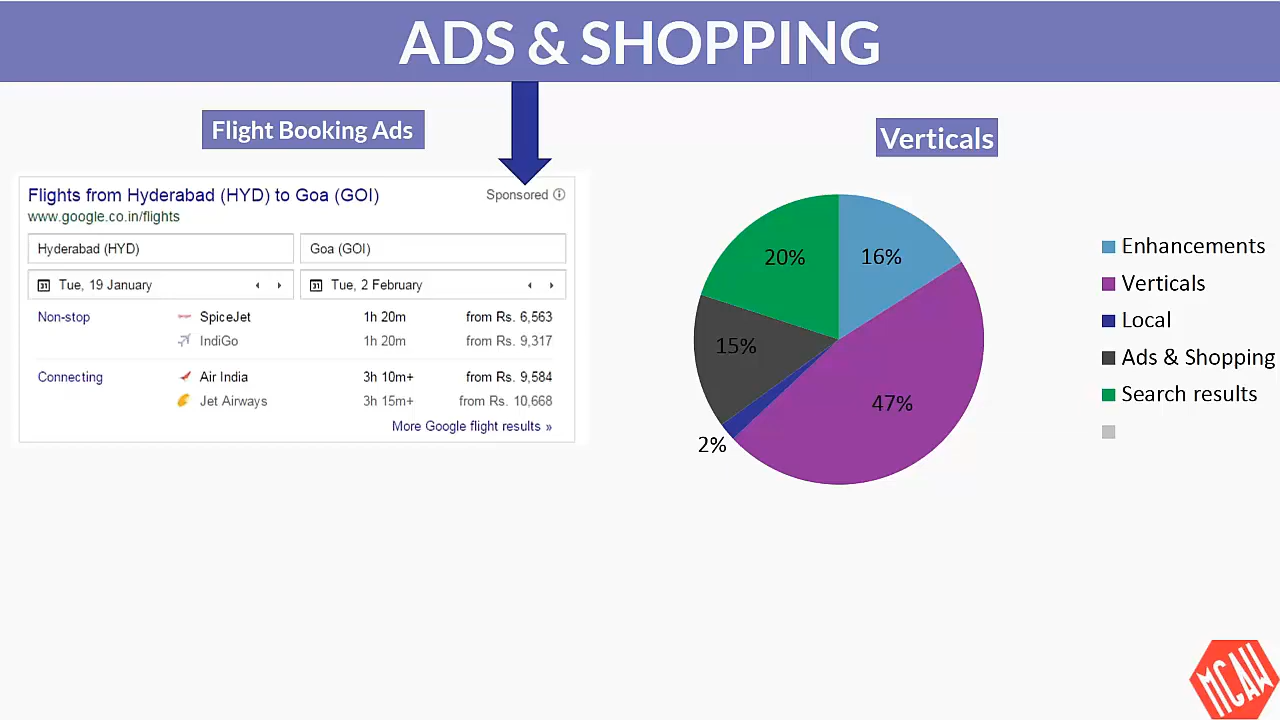 ADS & SHOPPING
Flight Booking Ads
Flights from Hyderabad (HYD) to Goa (GOI) Sponsored
www.google.co.in/flights
Hyderabad (HYD) Goa (GOI)
31 Tue, 19 January 31 Tue, 2 February
Non-stop SpiceJet 1h 20m from Rs. 6,563
IndiGo 1h 20m from Rs. 9,317
Connecting Air India 3h 10m+ from Rs. 9,584
Jet Airways 3h 15m+ from Rs. 10,668
More Google flight results »
Verticals
20% 16%
15%
47%
2%
Enhancements
Verticals
Local
Ads & Shopping
Search results
MCAW